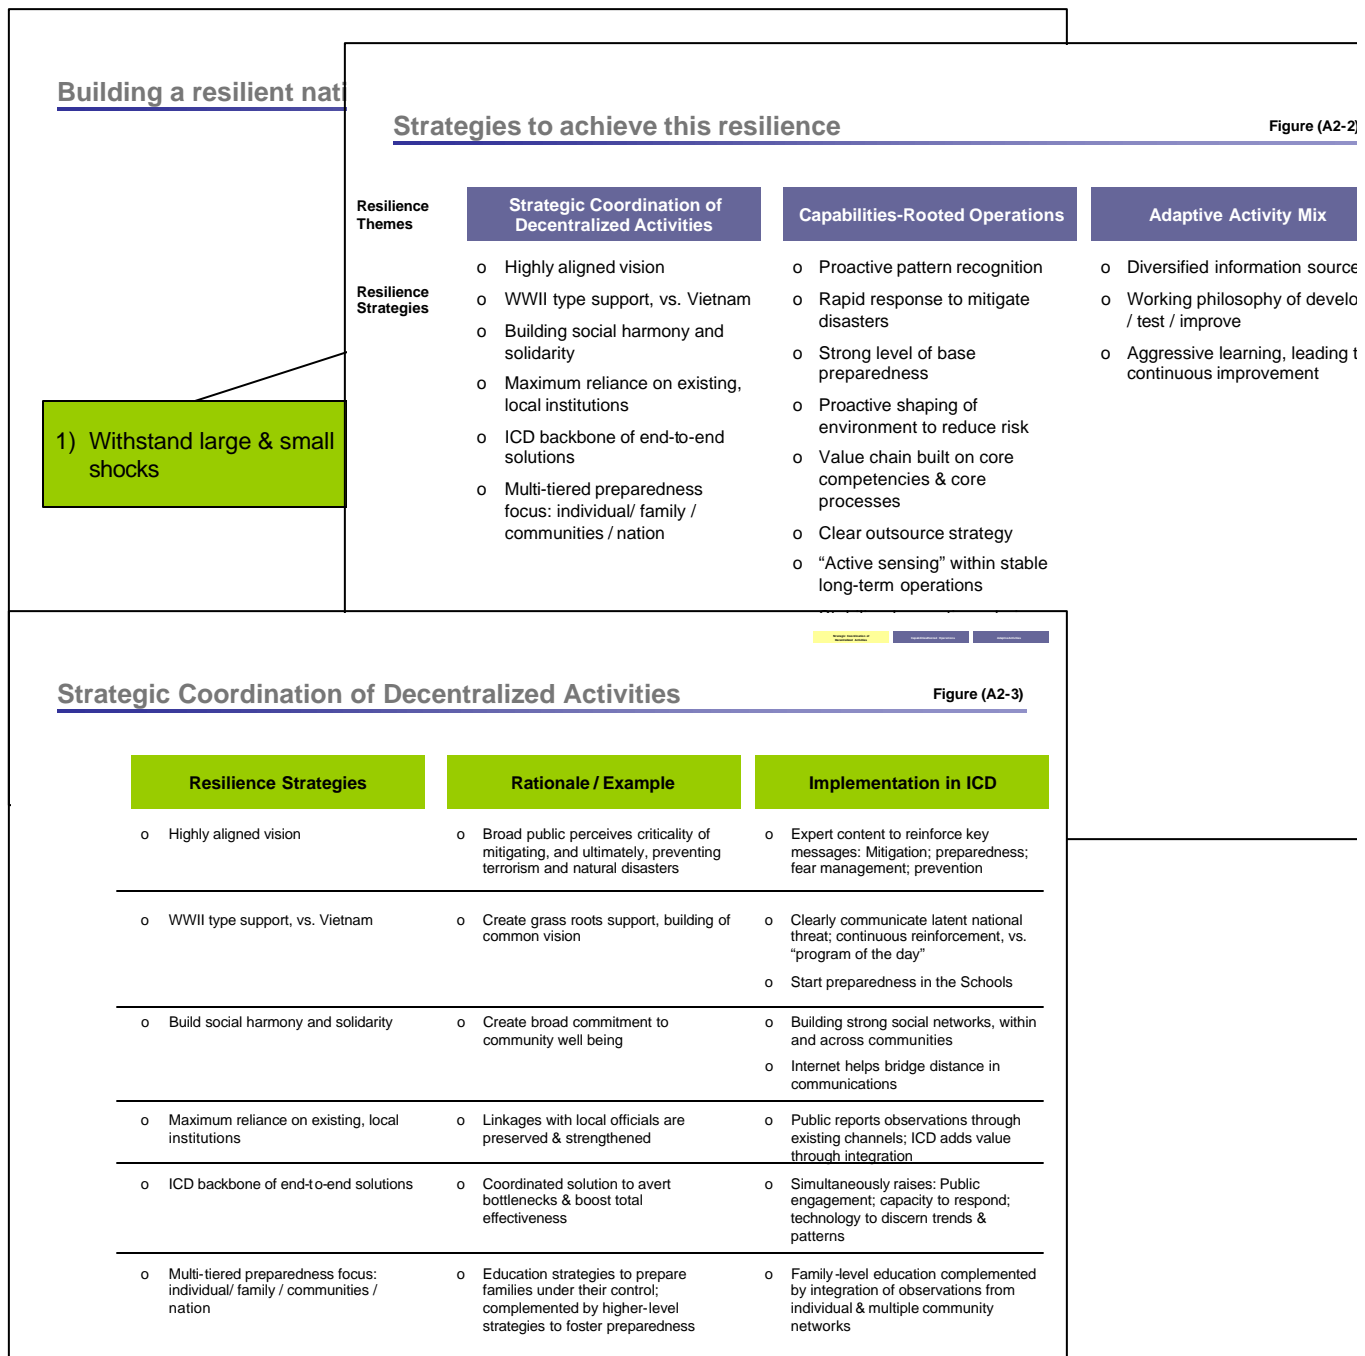 Building a resilient nati
1) Withstand large & small
shocks
Strategies to achieve this resilience
Figure (A2-2)
Resilience
Themes
Strategic Coordination of
Decentralized Activities
Capabilities-Rooted Operations
Adaptive Activity Mix
Resilience
Strategies
o Highly aligned vision
o WWII type support, vs. Vietnam
o Building social harmony and
solidarity
o Maximum reliance on existing,
local institutions
o ICD backbone of end-to-end
solutions
o Multi-tiered preparedness
focus: individual/ family /
communities / nation
o Proactive pattern recognition
o Rapid response to mitigate
disasters
o Strong level of base
preparedness
o Proactive shaping of
environment to reduce risk
o Value chain built on core
competencies & core
processes
o Clear outsource strategy
o “Active sensing” within stable
long-term operations
o Diversified information source
o Working philosophy of develo
/ test / improve
o Aggressive learning, leading t
continuous improvement
Strategic Coordination of
Decentralized Activities
Strategic Coordination of Decentralized Activities
Figure (A2-3)
Resilience Strategies
Rationale / Example
Implementation in ICD
o Highly aligned vision
o Broad public perceives criticality of
mitigating, and ultimately, preventing
terrorism and natural disasters
o Expert content to reinforce key
messages: Mitigation; preparedness;
fear management; prevention
o WWII type support, vs. Vietnam
o Create grass roots support, building of
common vision
o Clearly communicate latent national
threat; continuous reinforcement, vs.
“program of the day”
o Start preparedness in the Schools
o Build social harmony and solidarity
o Create broad commitment to
community well being
o Building strong social networks, within
and across communities
o Internet helps bridge distance in
communications
o Maximum reliance on existing, local
institutions
o Linkages with local officials are
preserved & strengthened
o Public reports observations through
existing channels; ICD adds value
through integration
o ICD backbone of end-to-end solutions
o Coordinated solution to avert
bottlenecks & boost total
effectiveness
o Simultaneously raises: Public
engagement; capacity to respond;
technology to discern trends &
patterns
o Multi-tiered preparedness focus:
individual/ family / communities /
nation
o Education strategies to prepare
families under their control;
complemented by higher-level
strategies to foster preparedness
o Family-level education complemented
by integration of observations from
individual & multiple community
networks